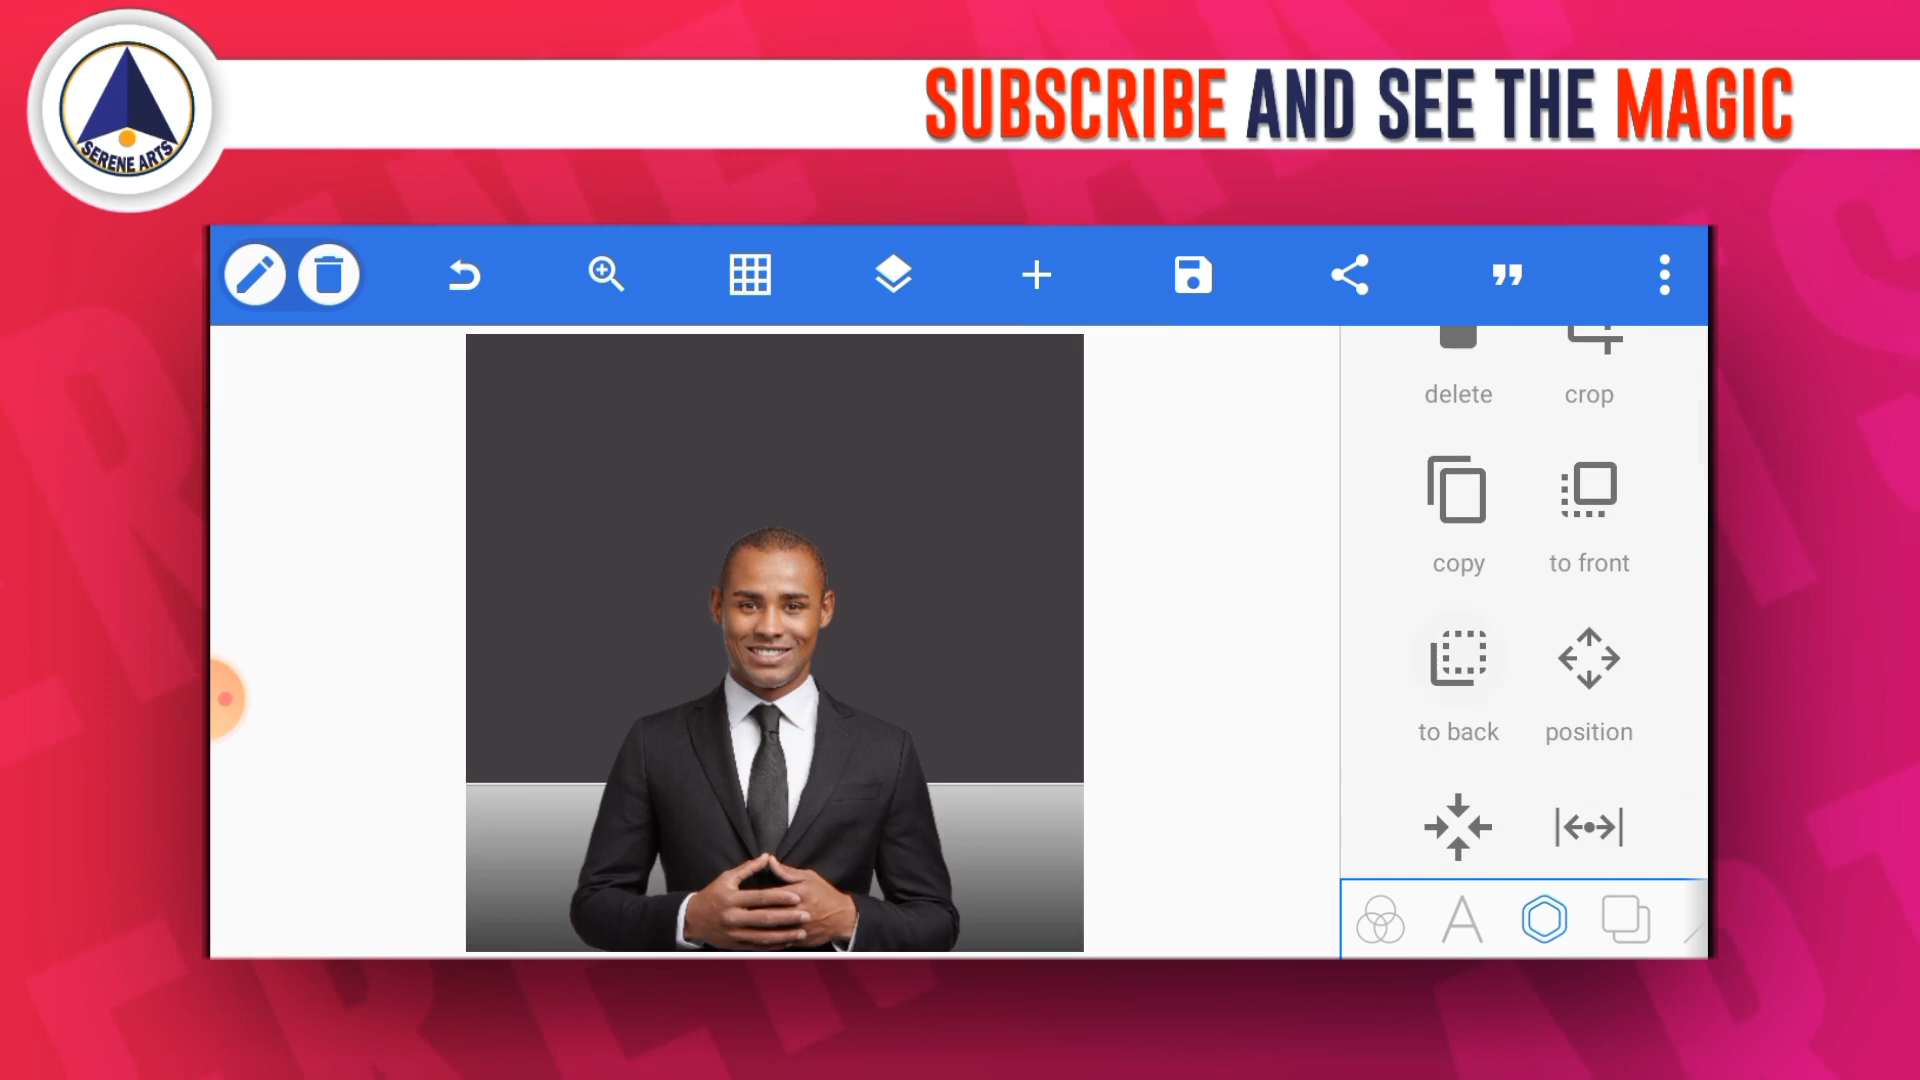 SUBSCRIBE AND SEE THE MAGIC
SERENE ARTS
delete crop
copy to front
to back position